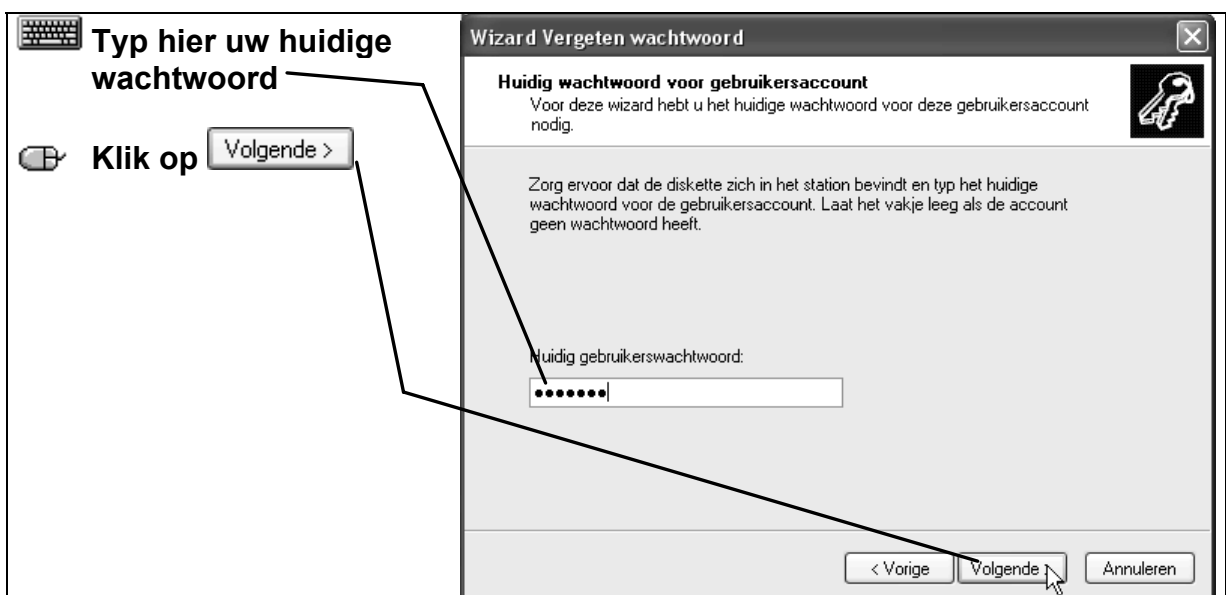 Typ hier uw huidige
wachtwoord
Klik op Volgende >
Wizard Vergeten wachtwoord
Huidig wachtwoord voor gebruikersaccount
Voor deze wizard hebt u het huidige wachtwoord voor deze gebruikersaccount
nodig.
Zorg ervoor dat de diskette zich in het station bevindt en typ het huidige
wachtwoord voor de gebruikersaccount. Laat het vakje leeg als de account
geen wachtwoord heeft.
Huidig gebruikerswachtwoord:
•••••••
< Vorige Volgende > Annuleren